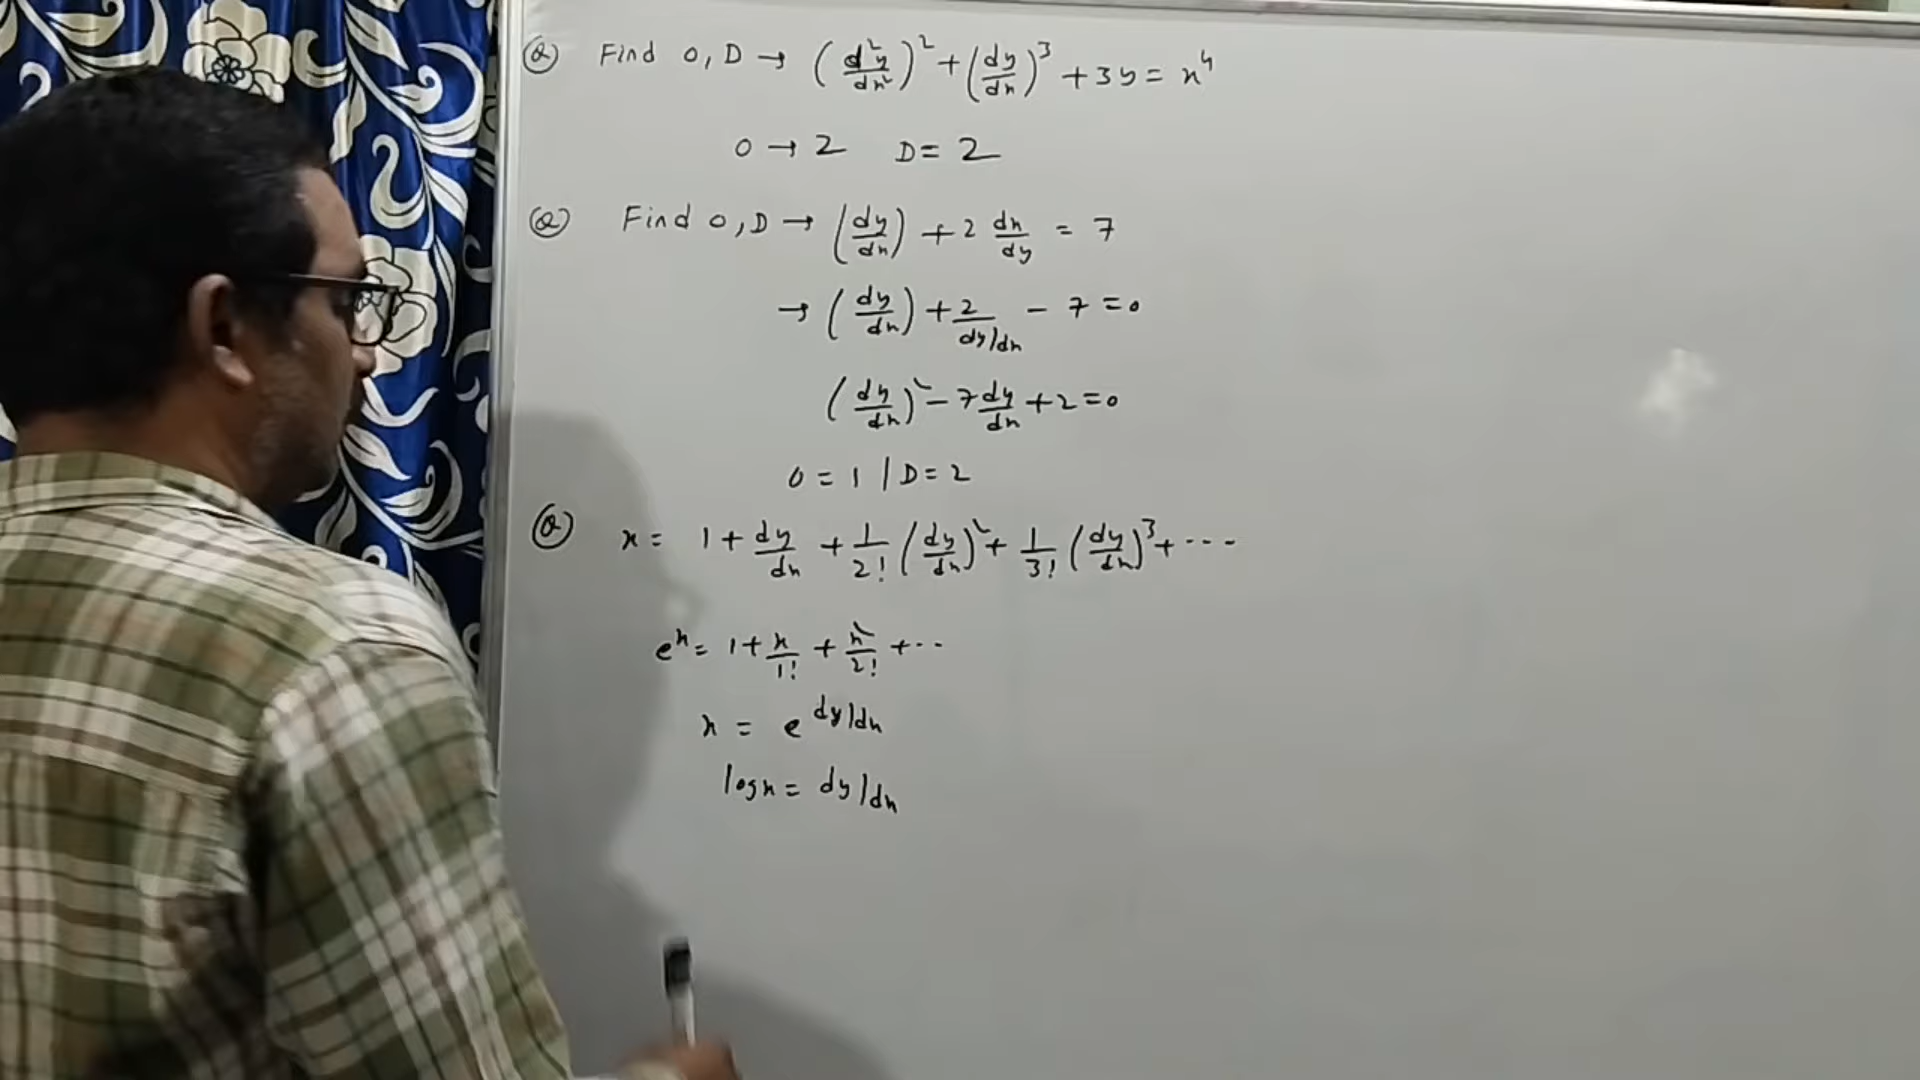 Q Find O, D → (d²y/dx²)² + (dy/dx)³ + 3y = x⁴
O → 2 D = 2
Q Find O, D → (dy/dx) + 2 dx/dy = 7
→ (dy/dx) + 2/dy/dx - 7 = 0
(dy/dx)² - 7 dy/dx + 2 = 0
O = 1 / D = 2
Q x = 1 + dy/dx + 1/2! (dy/dx)² + 1/3! (dy/dx)³ + ---
eˣ = 1 + x/1! + x²/2! + --
x = e^dy/dx
log x = dy/dx